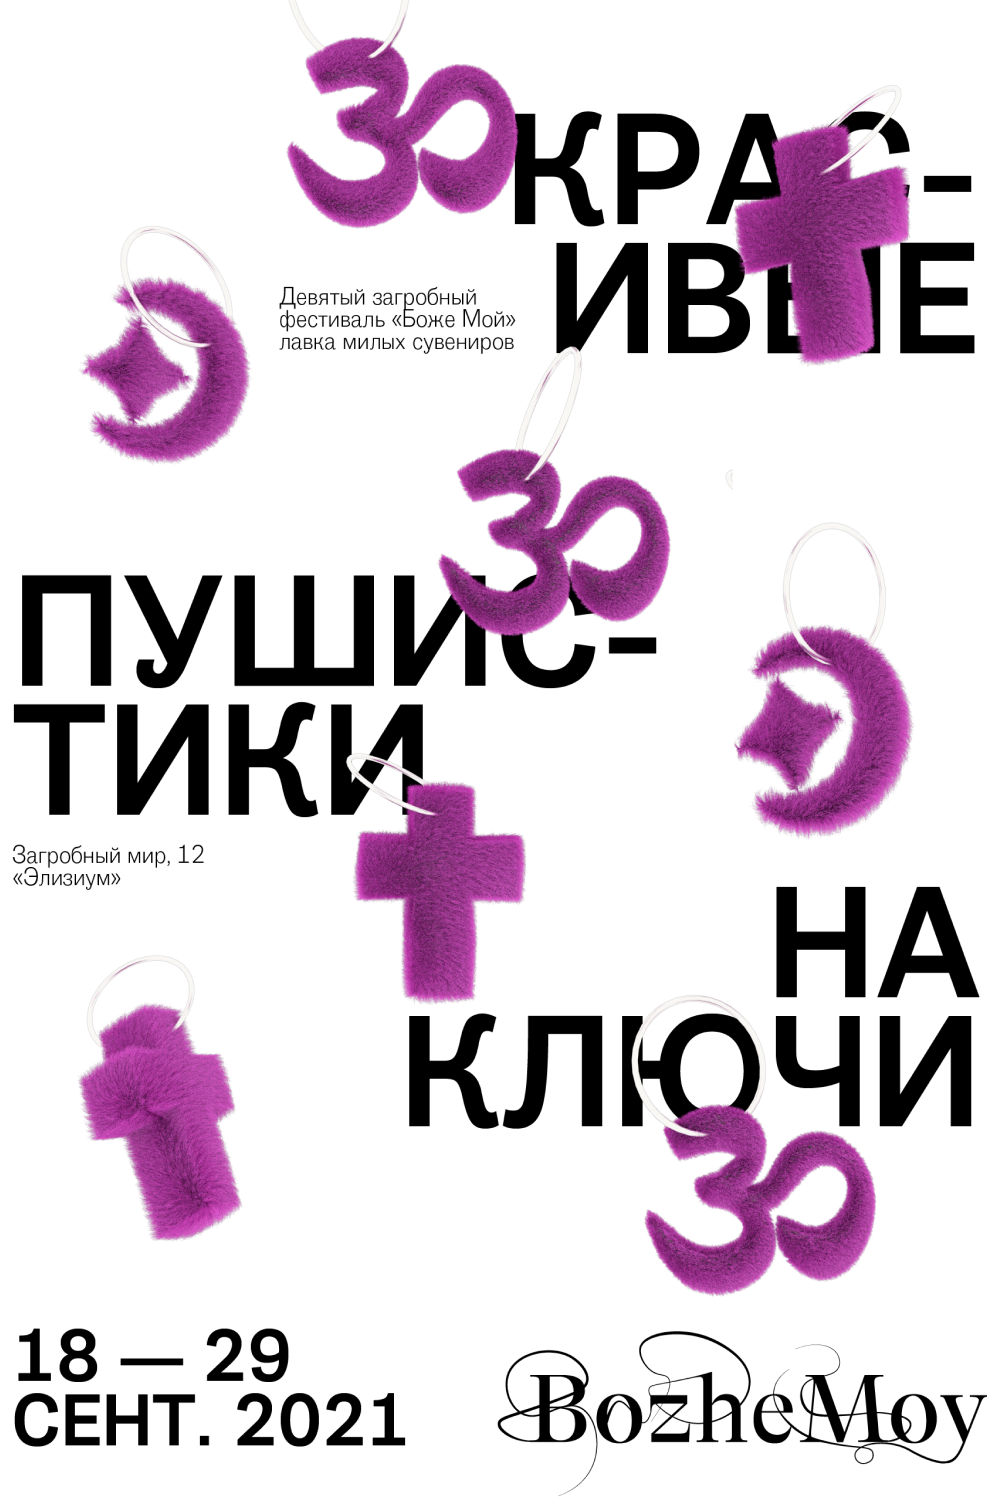 КРАС-
ИВЫЕ
Девятый загробный
фестиваль «Боже Мой»
лавка милых сувениров
ПУШИС-
ТИКИ
Загробный мир, 12
«Элизиум»
НА
КЛЮЧИ
18 — 29
СЕНТ. 2021
BozheMoy